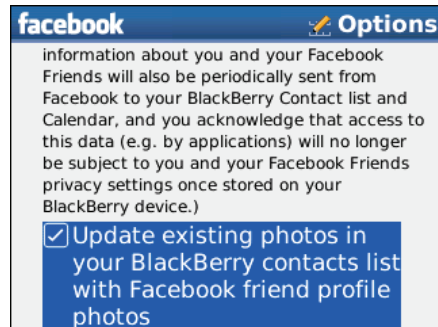 facebook Options
information about you and your Facebook
Friends will also be periodically sent from
Facebook to your BlackBerry Contact list and
Calendar, and you acknowledge that access to
this data (e.g. by applications) will no longer
be subject to you and your Facebook Friends
privacy settings once stored on your
BlackBerry device.)
Update existing photos in
your BlackBerry contacts list
with Facebook friend profile
photos